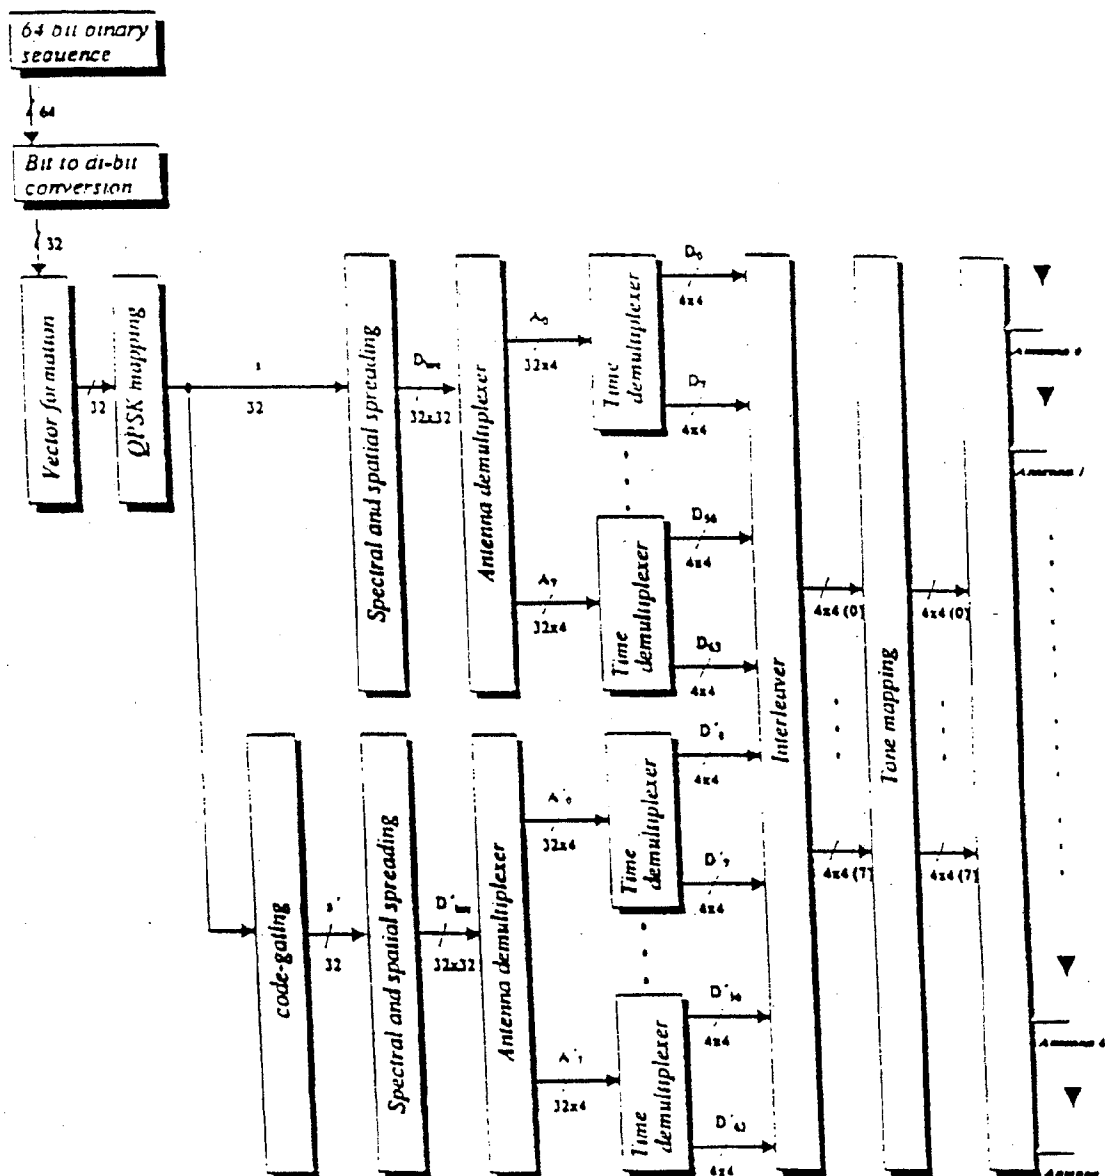 64 bit binary
sequence
64
Bit to di-bit
conversion
32
Vector formation
32
QPSK mapping
s
32
Spectral and spatial spreading
32x32
Antenna demultiplexer
A₀
32x4
A₇
32x4
Time
demultiplexer
D₀
4x4
D₇
4x4
Time
demultiplexer
D₅₆
4x4
D₆₃
4x4
code-gating
s'
32
Spectral and spatial spreading
32x32
Antenna demultiplexer
A'₀
32x4
A'₇
32x4
Time
demultiplexer
4x4
D'₇
4x4
Time
demultiplexer
D'₅₆
4x4
D'₆₃
4x4
Interleaver
4x4 (0)
4x4 (7)
Tone mapping
4x4 (0)
4x4 (7)
Antenna 0
Antenna 1
Antenna 6